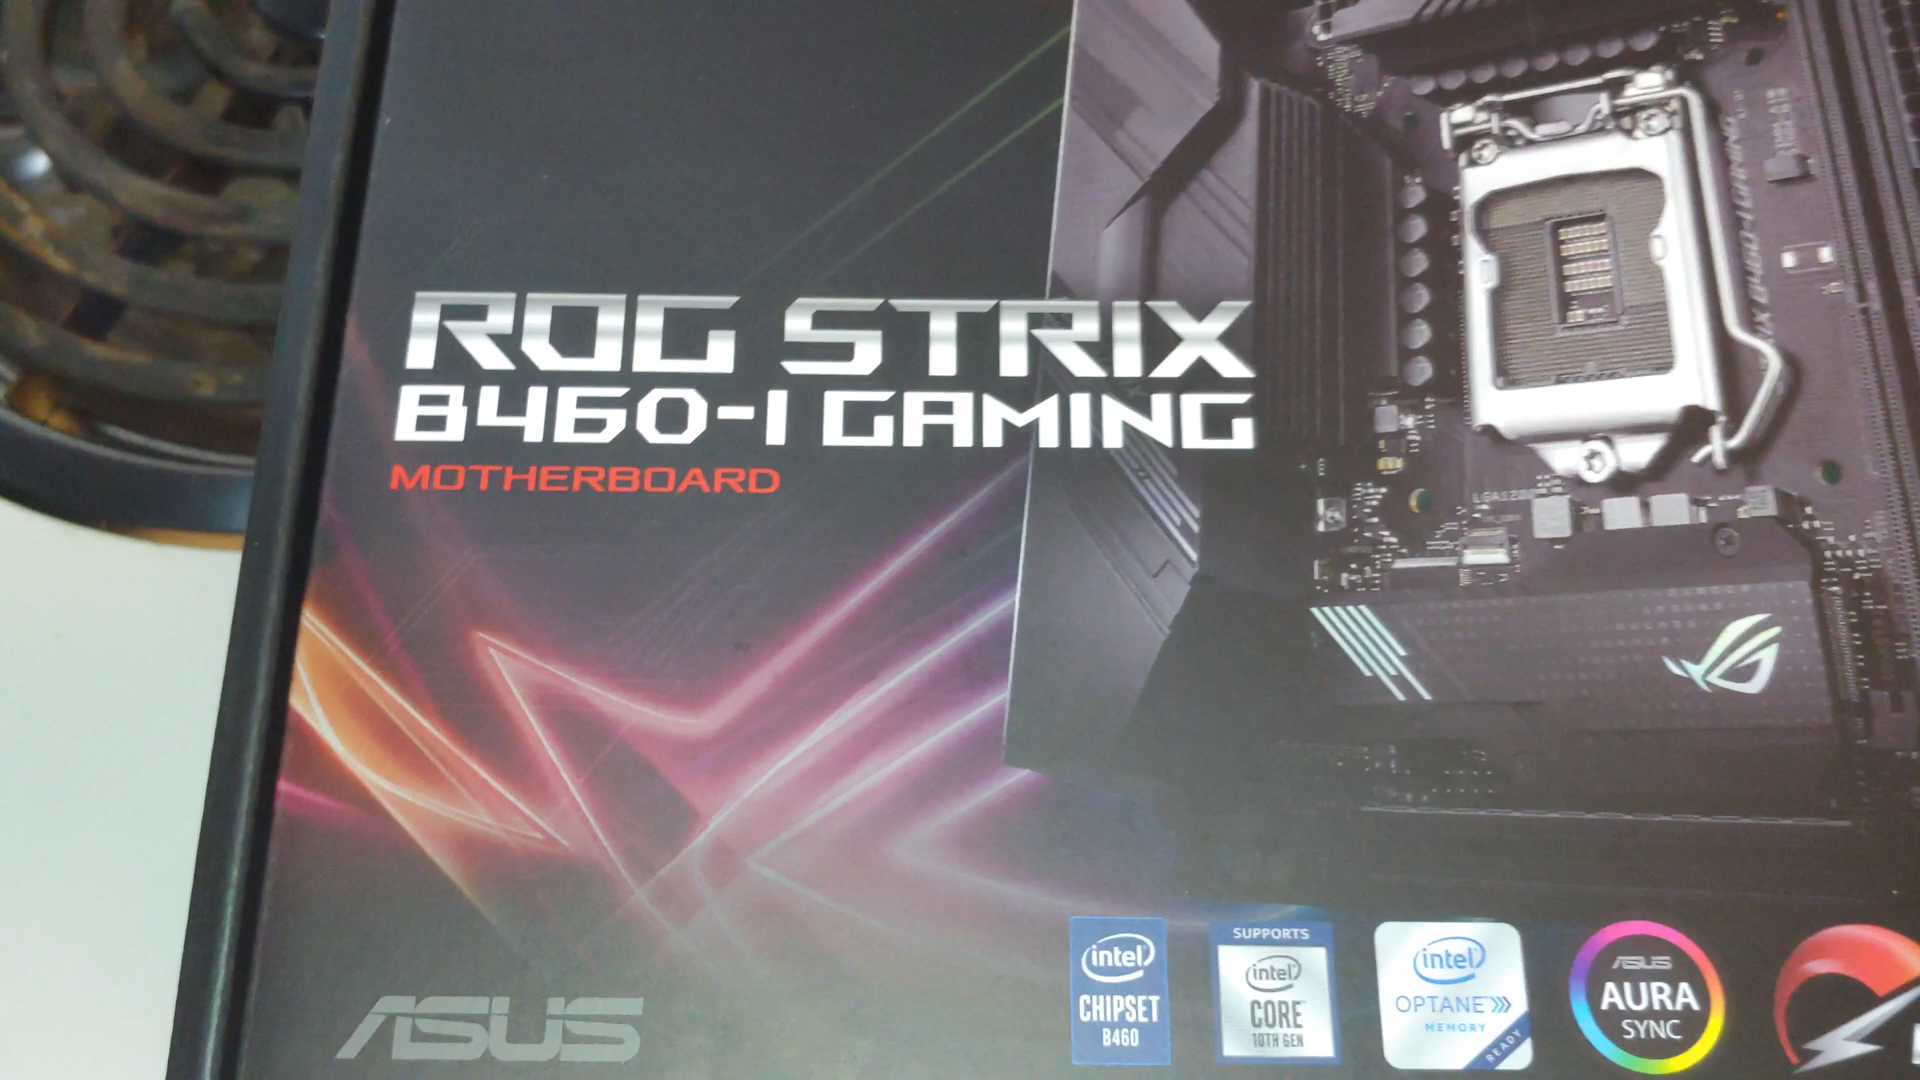 ROG STRIX
B460-I GAMING
MOTHERBOARD
ASUS
intel
CHIPSET
B460
SUPPORTS
intel
CORE
10TH GEN
intel
OPTANE
MEMORY
READY
ASUS
AURA
SYNC